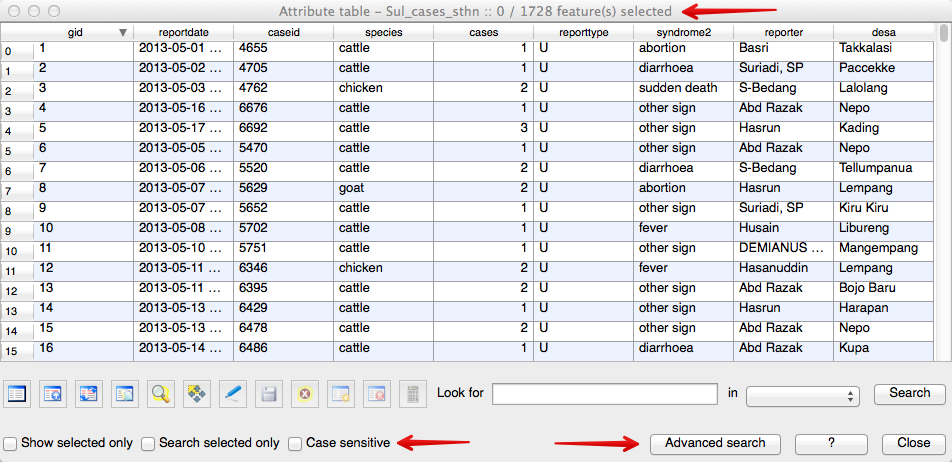 Attribute table - Sul_cases_sthn :: 0 / 1728 feature(s) selected
gid reportdate caseid species cases reporttype syndrome2 reporter desa
0 1 2013-05-01 ... 4655 cattle 1 U abortion Basri Takkalasi
1 2 2013-05-02 ... 4705 cattle 1 U diarrhoea Suriadi, SP Paccekke
2 3 2013-05-03 ... 4762 chicken 2 U sudden death S-Bedang Lalolang
3 4 2013-05-16 ... 6676 cattle 1 U other sign Abd Razak Nepo
4 5 2013-05-17 ... 6692 cattle 3 U other sign Hasrun Kading
5 6 2013-05-05 ... 5470 cattle 1 U other sign Abd Razak Nepo
6 7 2013-05-06 ... 5520 cattle 2 U diarrhoea S-Bedang Tellumpanua
7 8 2013-05-07 ... 5629 goat 2 U abortion Hasrun Lempang
8 9 2013-05-07 ... 5652 cattle 1 U other sign Suriadi, SP Kiru Kiru
9 10 2013-05-08 ... 5702 cattle 1 U fever Husain Libureng
10 11 2013-05-10 ... 5751 cattle 1 U other sign DEMIANUS ... Mangempang
11 12 2013-05-11 ... 6346 chicken 2 U fever Hasanuddin Lempang
12 13 2013-05-11 ... 6395 cattle 2 U other sign Abd Razak Bojo Baru
13 14 2013-05-13 ... 6429 cattle 1 U other sign Hasrun Harapan
14 15 2013-05-13 ... 6478 cattle 2 U other sign Abd Razak Nepo
15 16 2013-05-14 ... 6486 cattle 1 U diarrhoea Abd Razak Kupa
Look for in Search
Show selected only Search selected only Case sensitive Advanced search ? Close